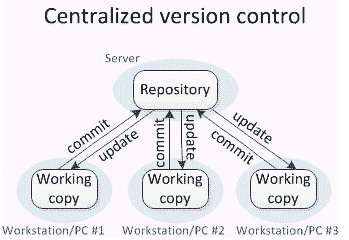 Centralized version control
Server
Repository
commit
update
commit
update
update
commit
Working
copy
Working
copy
Working
copy
Workstation/PC #1
Workstation/PC #2
Workstation/PC #3